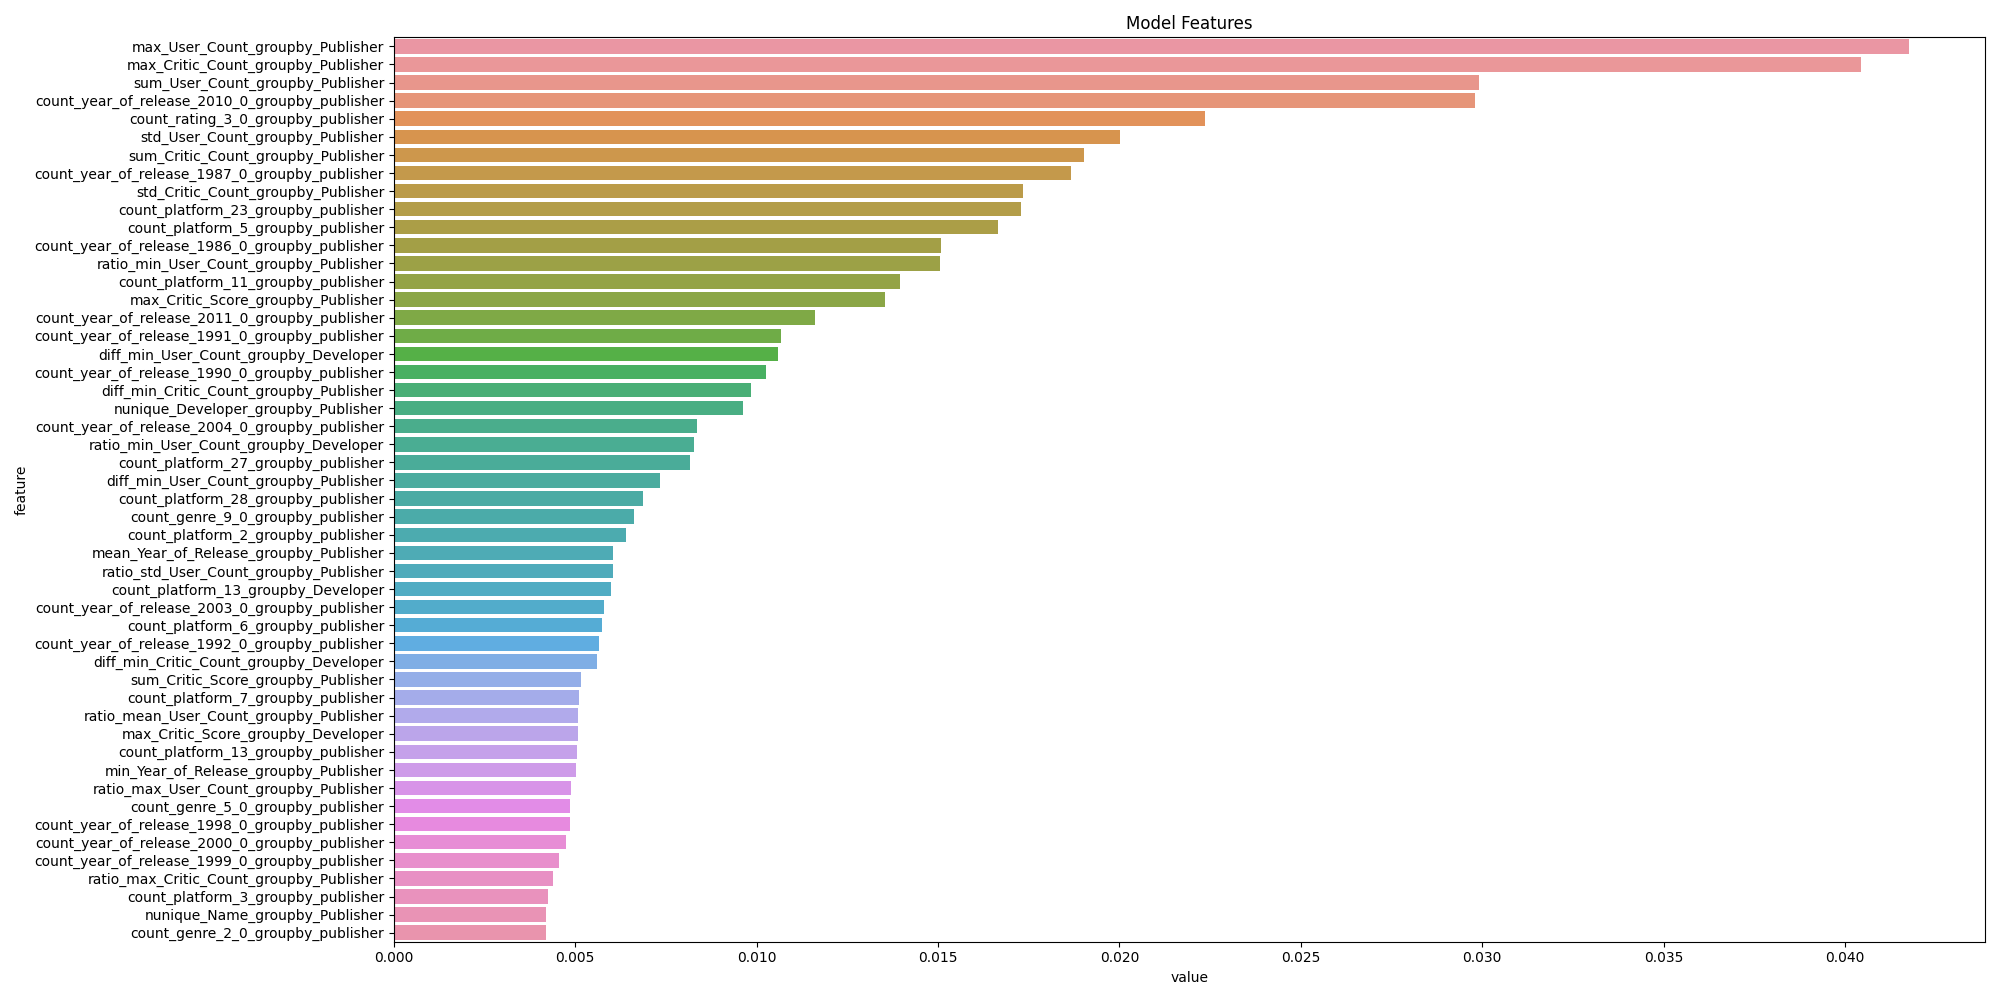 Model Features
max_User_Count_groupby_Publisher
max_Critic_Count_groupby_Publisher
sum_User_Count_groupby_Publisher
count_year_of_release_2010_0_groupby_publisher
count_rating_3_0_groupby_publisher
std_User_Count_groupby_Publisher
sum_Critic_Count_groupby_Publisher
count_year_of_release_1987_0_groupby_publisher
std_Critic_Count_groupby_Publisher
count_platform_23_groupby_publisher
count_platform_5_groupby_publisher
count_year_of_release_1986_0_groupby_publisher
ratio_min_User_Count_groupby_Publisher
count_platform_11_groupby_publisher
max_Critic_Score_groupby_Publisher
count_year_of_release_2011_0_groupby_publisher
count_year_of_release_1991_0_groupby_publisher
diff_min_User_Count_groupby_Developer
count_year_of_release_1990_0_groupby_publisher
diff_min_Critic_Count_groupby_Publisher
nunique_Developer_groupby_Publisher
count_year_of_release_2004_0_groupby_publisher
ratio_min_User_Count_groupby_Developer
count_platform_27_groupby_publisher
diff_min_User_Count_groupby_Publisher
count_platform_28_groupby_publisher
count_genre_9_0_groupby_publisher
count_platform_2_groupby_publisher
mean_Year_of_Release_groupby_Publisher
ratio_std_User_Count_groupby_Publisher
count_platform_13_groupby_Developer
count_year_of_release_2003_0_groupby_publisher
count_platform_6_groupby_publisher
count_year_of_release_1992_0_groupby_publisher
diff_min_Critic_Count_groupby_Developer
sum_Critic_Score_groupby_Publisher
count_platform_7_groupby_publisher
ratio_mean_User_Count_groupby_Publisher
max_Critic_Score_groupby_Developer
count_platform_13_groupby_publisher
min_Year_of_Release_groupby_Publisher
ratio_max_User_Count_groupby_Publisher
count_genre_5_0_groupby_publisher
count_year_of_release_1998_0_groupby_publisher
count_year_of_release_2000_0_groupby_publisher
count_year_of_release_1999_0_groupby_publisher
ratio_max_Critic_Count_groupby_Publisher
count_platform_3_groupby_publisher
nunique_Name_groupby_Publisher
count_genre_2_0_groupby_publisher
feature
0.000 0.005 0.010 0.015 0.020 0.025 0.030 0.035 0.040
value